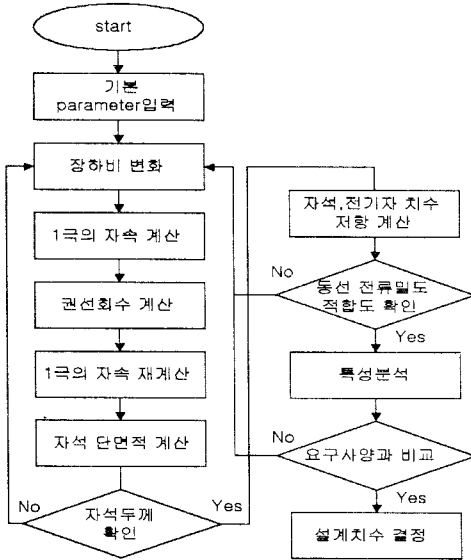 start
기본
parameter입력
장하비 변화
1극의 자속 계산
권선회수 계산
1극의 자속 재계산
자석 단면적 계산
No
자석두께
확인
Yes
자석,전기자 치수
저항 계산
No
동선 전류밀도
적합도 확인
Yes
특성분석
No
요구사양과 비교
Yes
설계치수 결정